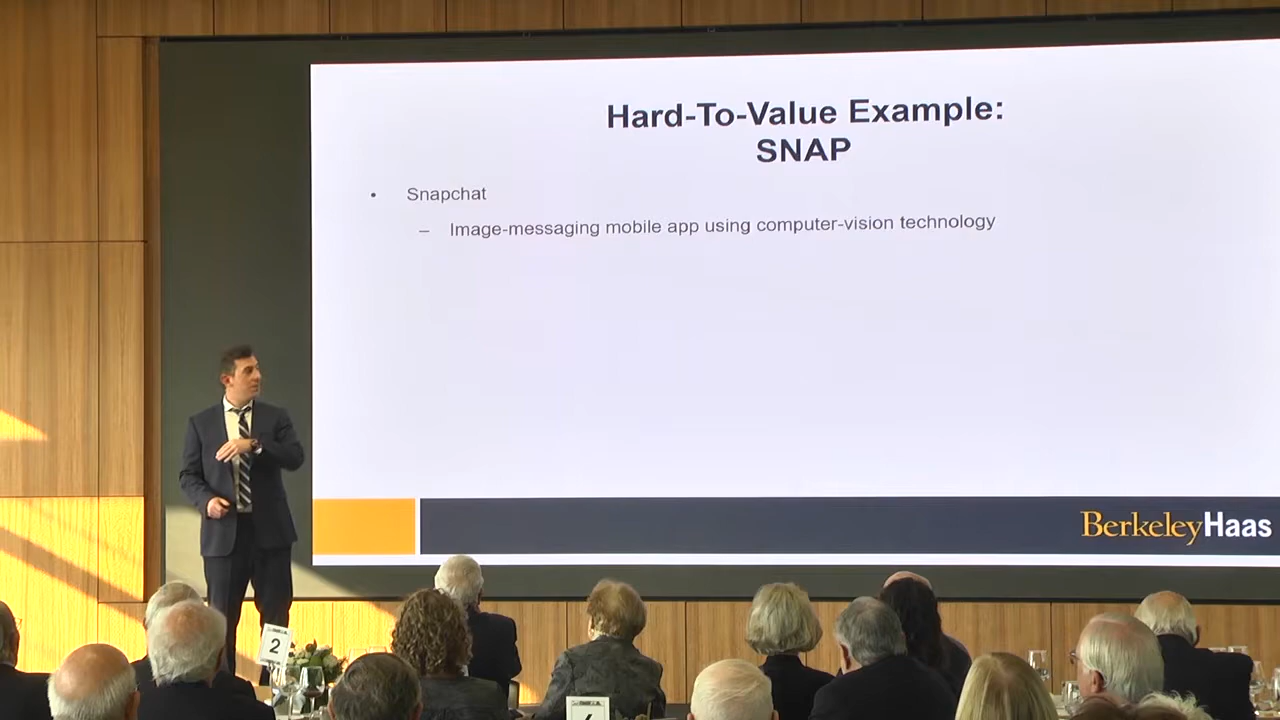 Hard-To-Value Example:
SNAP
• Snapchat
– Image-messaging mobile app using computer-vision technology
BerkeleyHaas
2